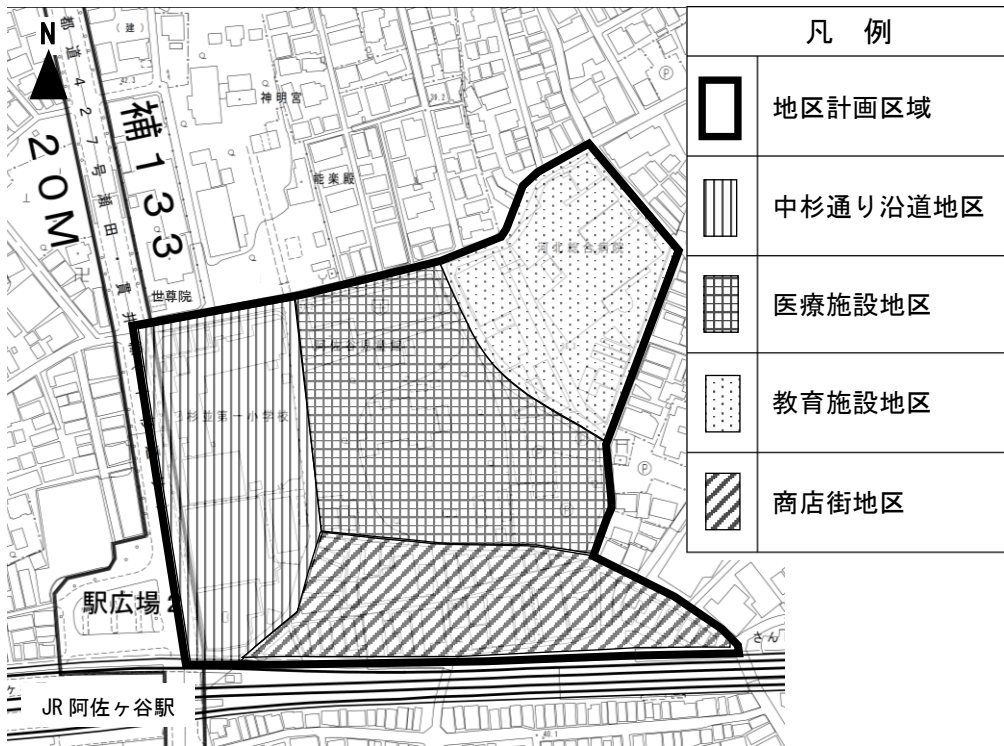 凡 例
地区計画区域
中杉通り沿道地区
医療施設地区
教育施設地区
商店街地区
N
(建)
都道427号瀬田・貫井
補133
20M
神明宮
能楽殿
世尊院
河北総合病院
杉並第一小学校
駅広場2
JR 阿佐ヶ谷駅
さん
P
P
P